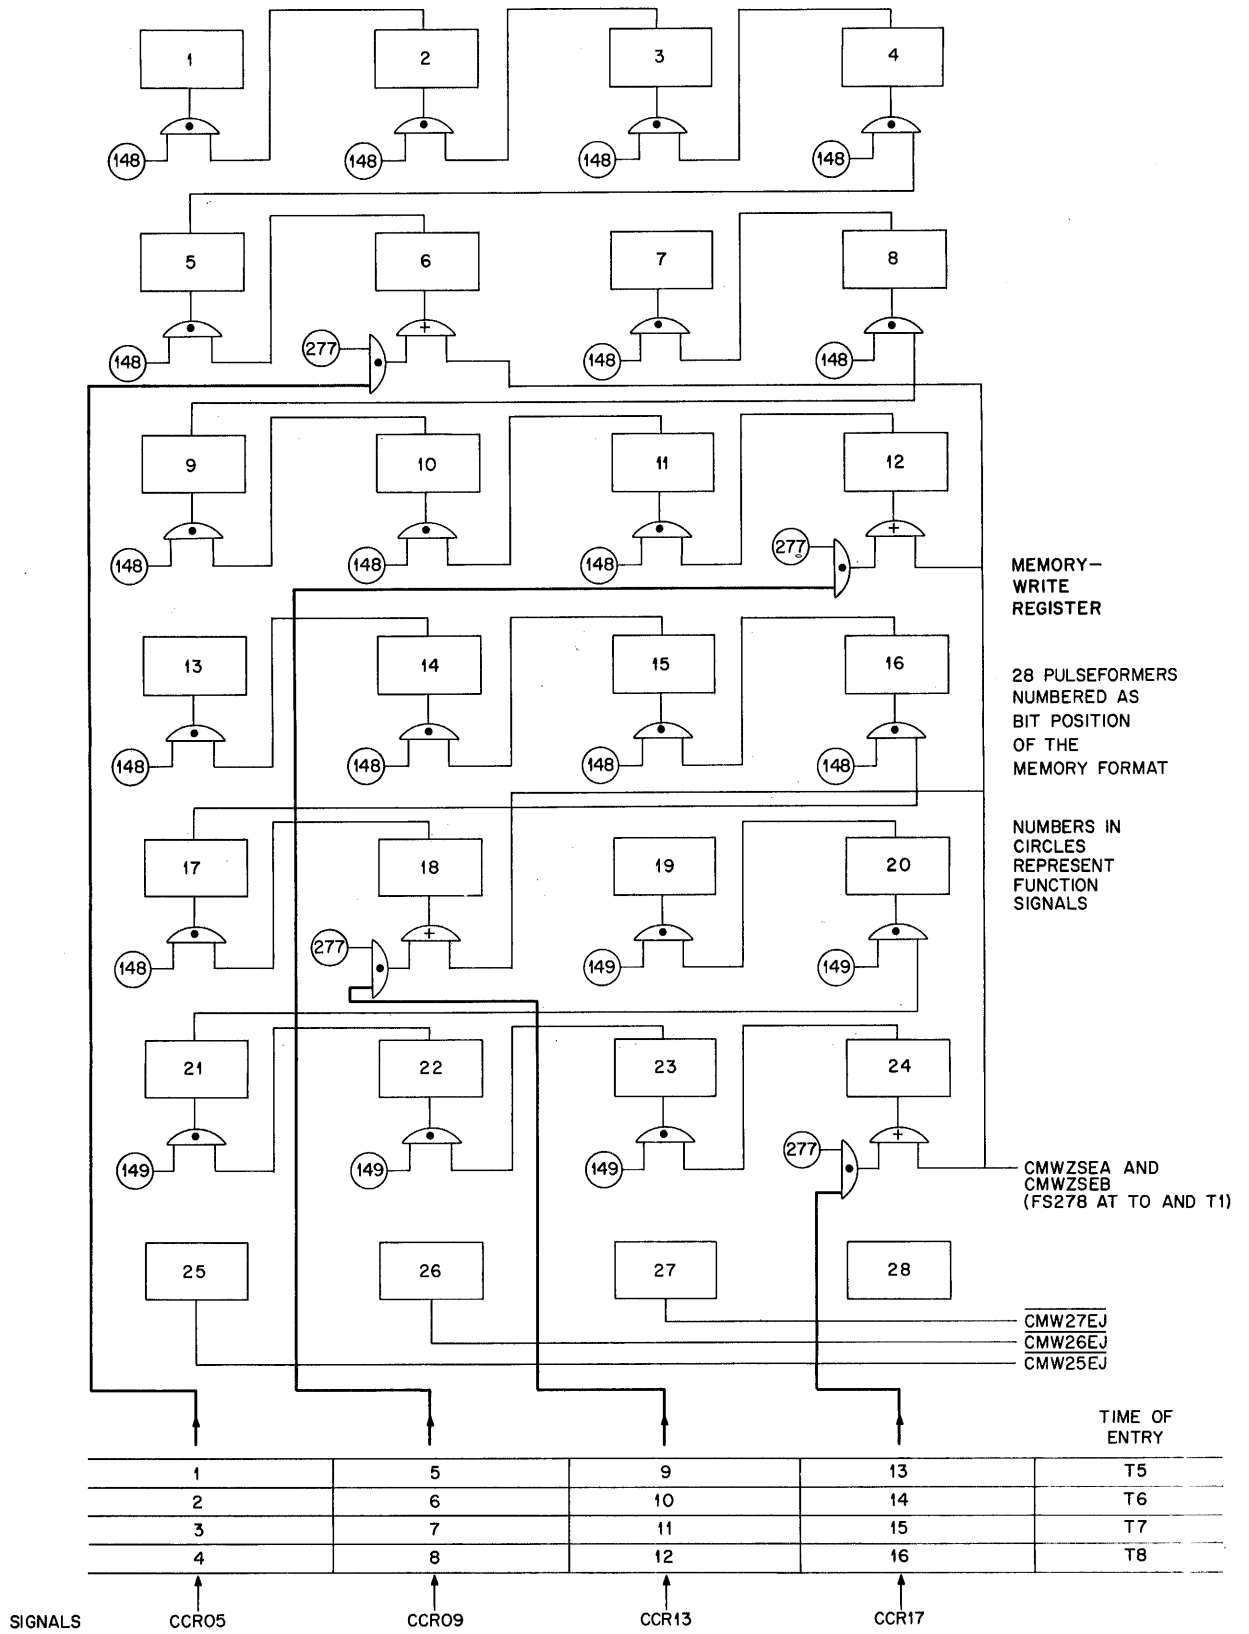 1 2 3 4
148 148 148 148
5 6 7 8
148 277 148 148
9 10 11 12
148 148 148 277
MEMORY—
WRITE
REGISTER
13 14 15 16
28 PULSEFORMERS
NUMBERED AS
BIT POSITION
OF THE
MEMORY FORMAT
148 148 148 148
17 18 19 20
NUMBERS IN
CIRCLES
REPRESENT
FUNCTION
SIGNALS
148 277 149 149
21 22 23 24
149 149 149 277
CMWZSEA AND
CMWZSEB
(FS278 AT TO AND T1)
25 26 27 28
CMW27EJ
CMW26EJ
CMW25EJ
TIME OF
ENTRY
1 5 9 13 T5
2 6 10 14 T6
3 7 11 15 T7
4 8 12 16 T8
SIGNALS CCR05 CCR09 CCR13 CCR17